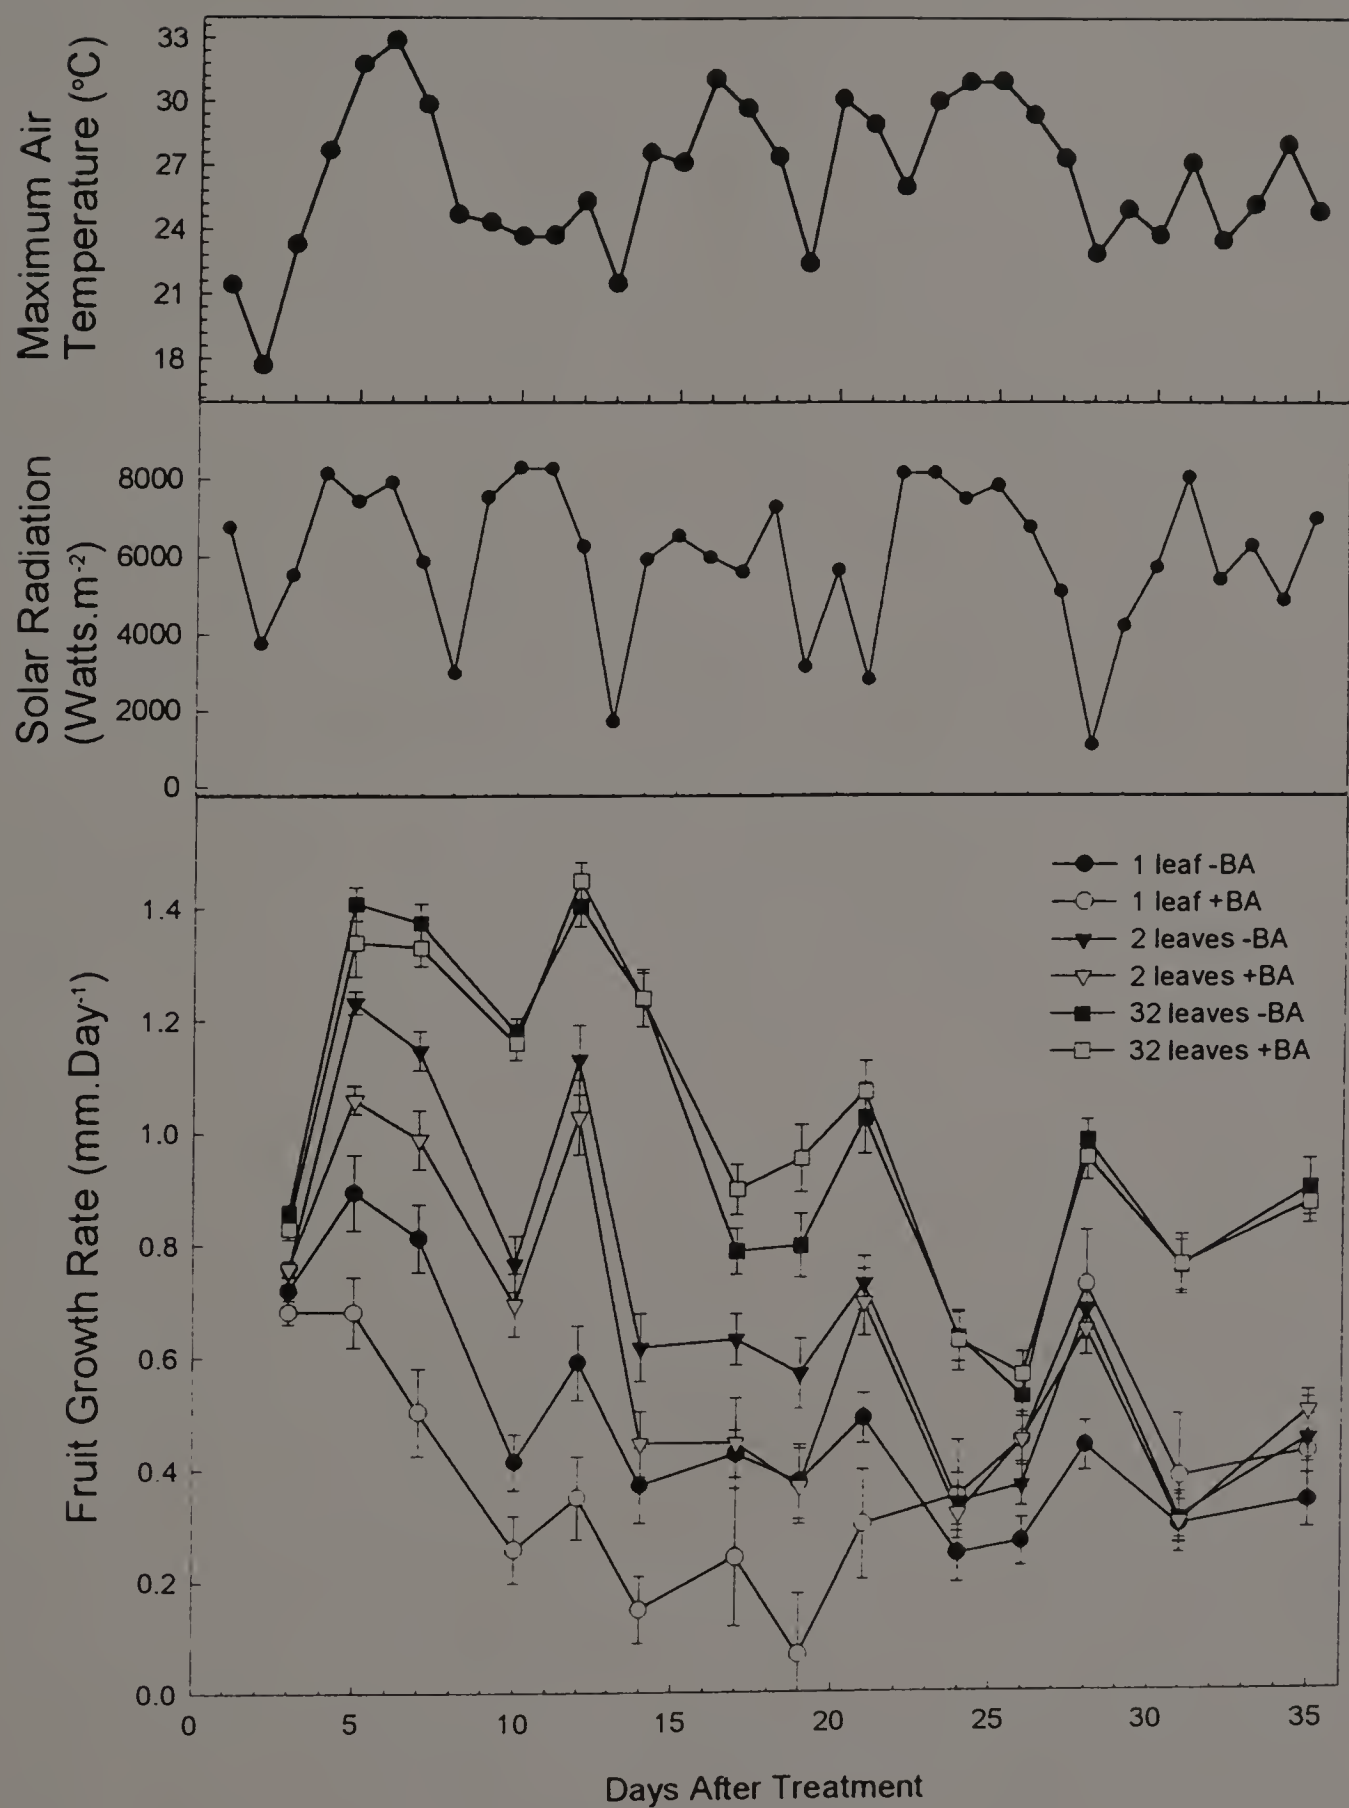 Maximum Air
Temperature (°C)
33
30
27
24
21
18
Solar Radiation
(Watts.m-2)
8000
6000
4000
2000
0
Fruit Growth Rate (mm.Day-1)
1.4
1.2
1.0
0.8
0.6
0.4
0.2
0.0
1 leaf -BA
1 leaf +BA
2 leaves -BA
2 leaves +BA
32 leaves -BA
32 leaves +BA
0 5 10 15 20 25 30 35
Days After Treatment